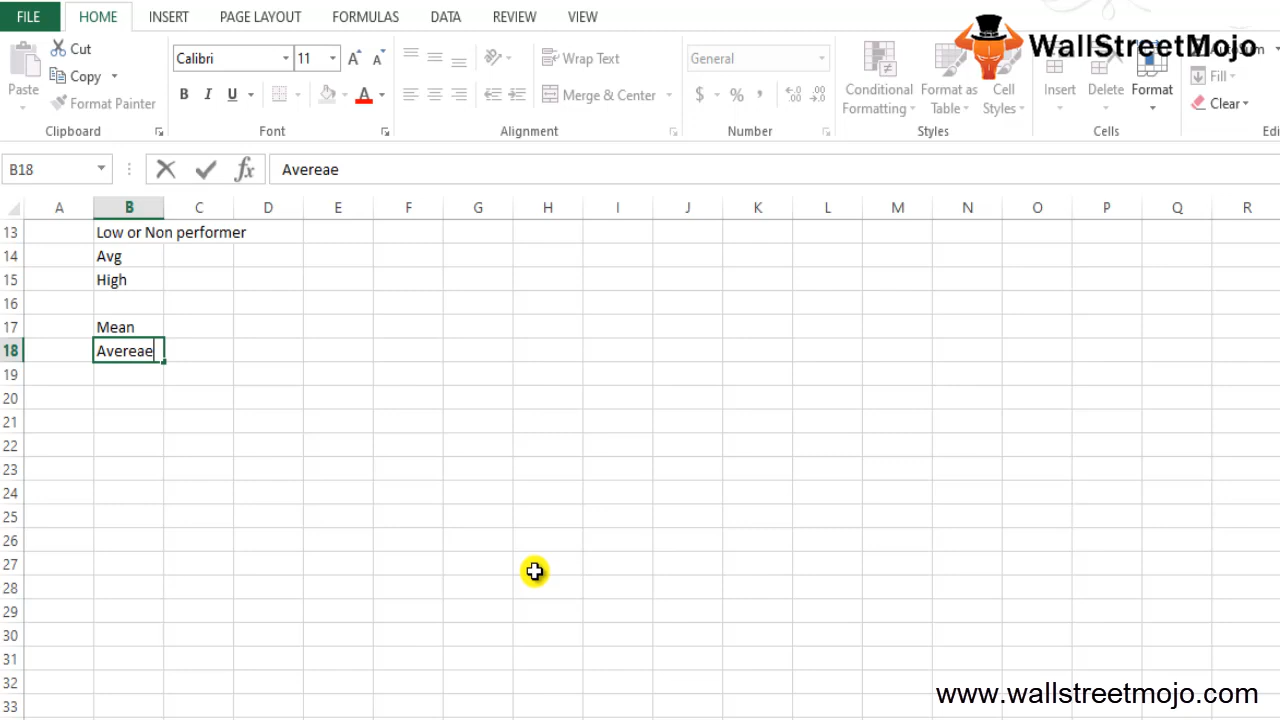 FILE HOME INSERT PAGE LAYOUT FORMULAS DATA REVIEW VIEW
WallStreetMojo
Cut
Copy
Format Painter
Paste
Clipboard
Calibri 11
B I U A
Font
Wrap Text
Merge & Center
Alignment
General
$ % ,
Number
Conditional Formatting
Format as Table
Cell Styles
Styles
Insert Delete Format
Cells
Fill
Clear
Edi
B18 fx Avereae
A B C D E F G H I J K L M N O P Q R
13 Low or Non performer
14 Avg
15 High
16
17 Mean
18 Avereae
19
20
21
22
23
24
25
26
27
28
29
30
31
32
33
www.wallstreetmojo.com